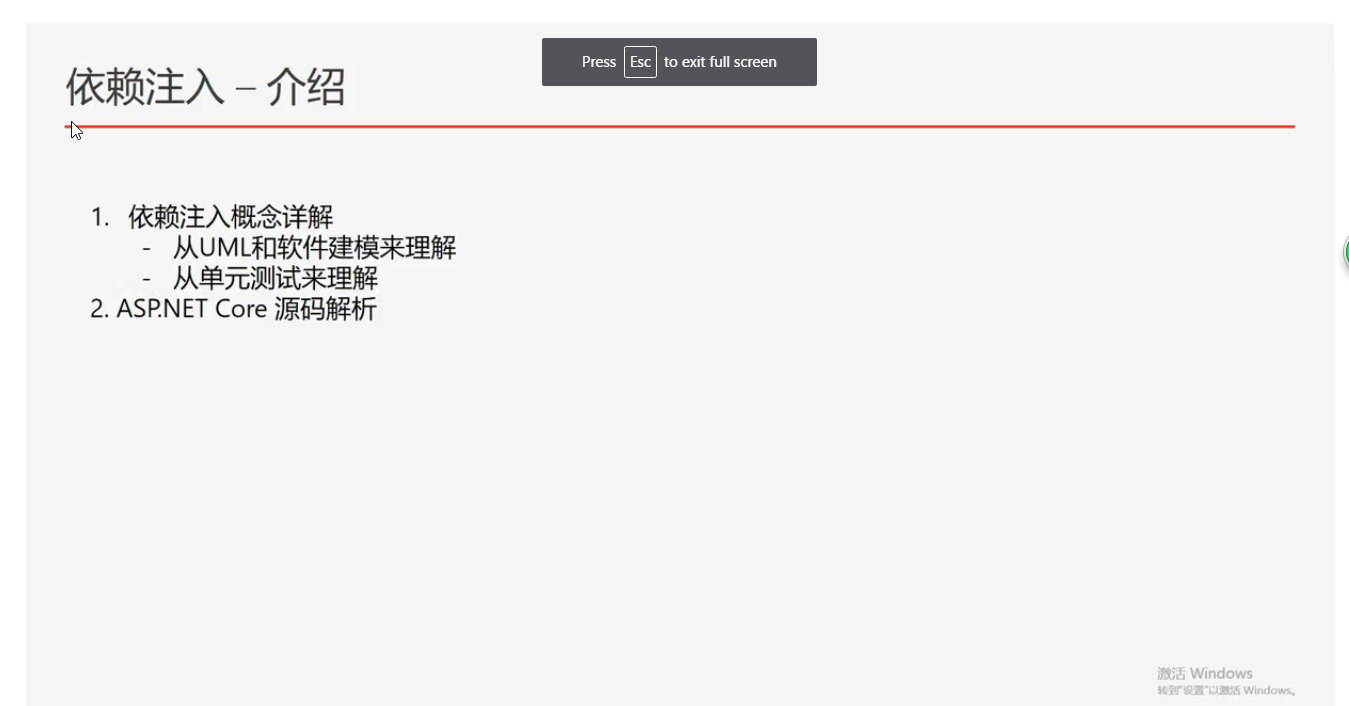 Press Esc to exit full screen
依赖注入 – 介绍
1. 依赖注入概念详解
- 从UML和软件建模来理解
- 从单元测试来理解
2. ASP.NET Core 源码解析
激活 Windows
转到"设置"以激活 Windows。